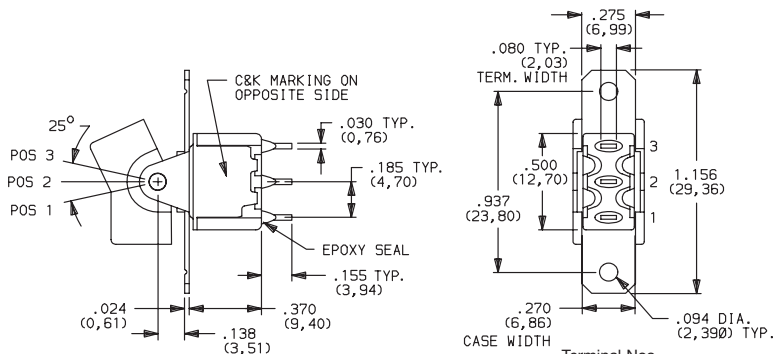 C&K MARKING ON
OPPOSITE SIDE
25°
POS 3
POS 2
POS 1
.030 TYP.
(0,76)
.185 TYP.
(4,70)
EPOXY SEAL
.155 TYP.
(3,94)
.024
(0,61)
.370
(9,40)
.138
(3,51)
.275
(6,99)
.080 TYP.
(2,03)
TERM. WIDTH
.500
(12,70)
.937
(23,80)
3
2
1
1.156
(29,36)
.270
(6,86)
CASE WIDTH
.094 DIA.
(2,390) TYP.
Terminal Nos.